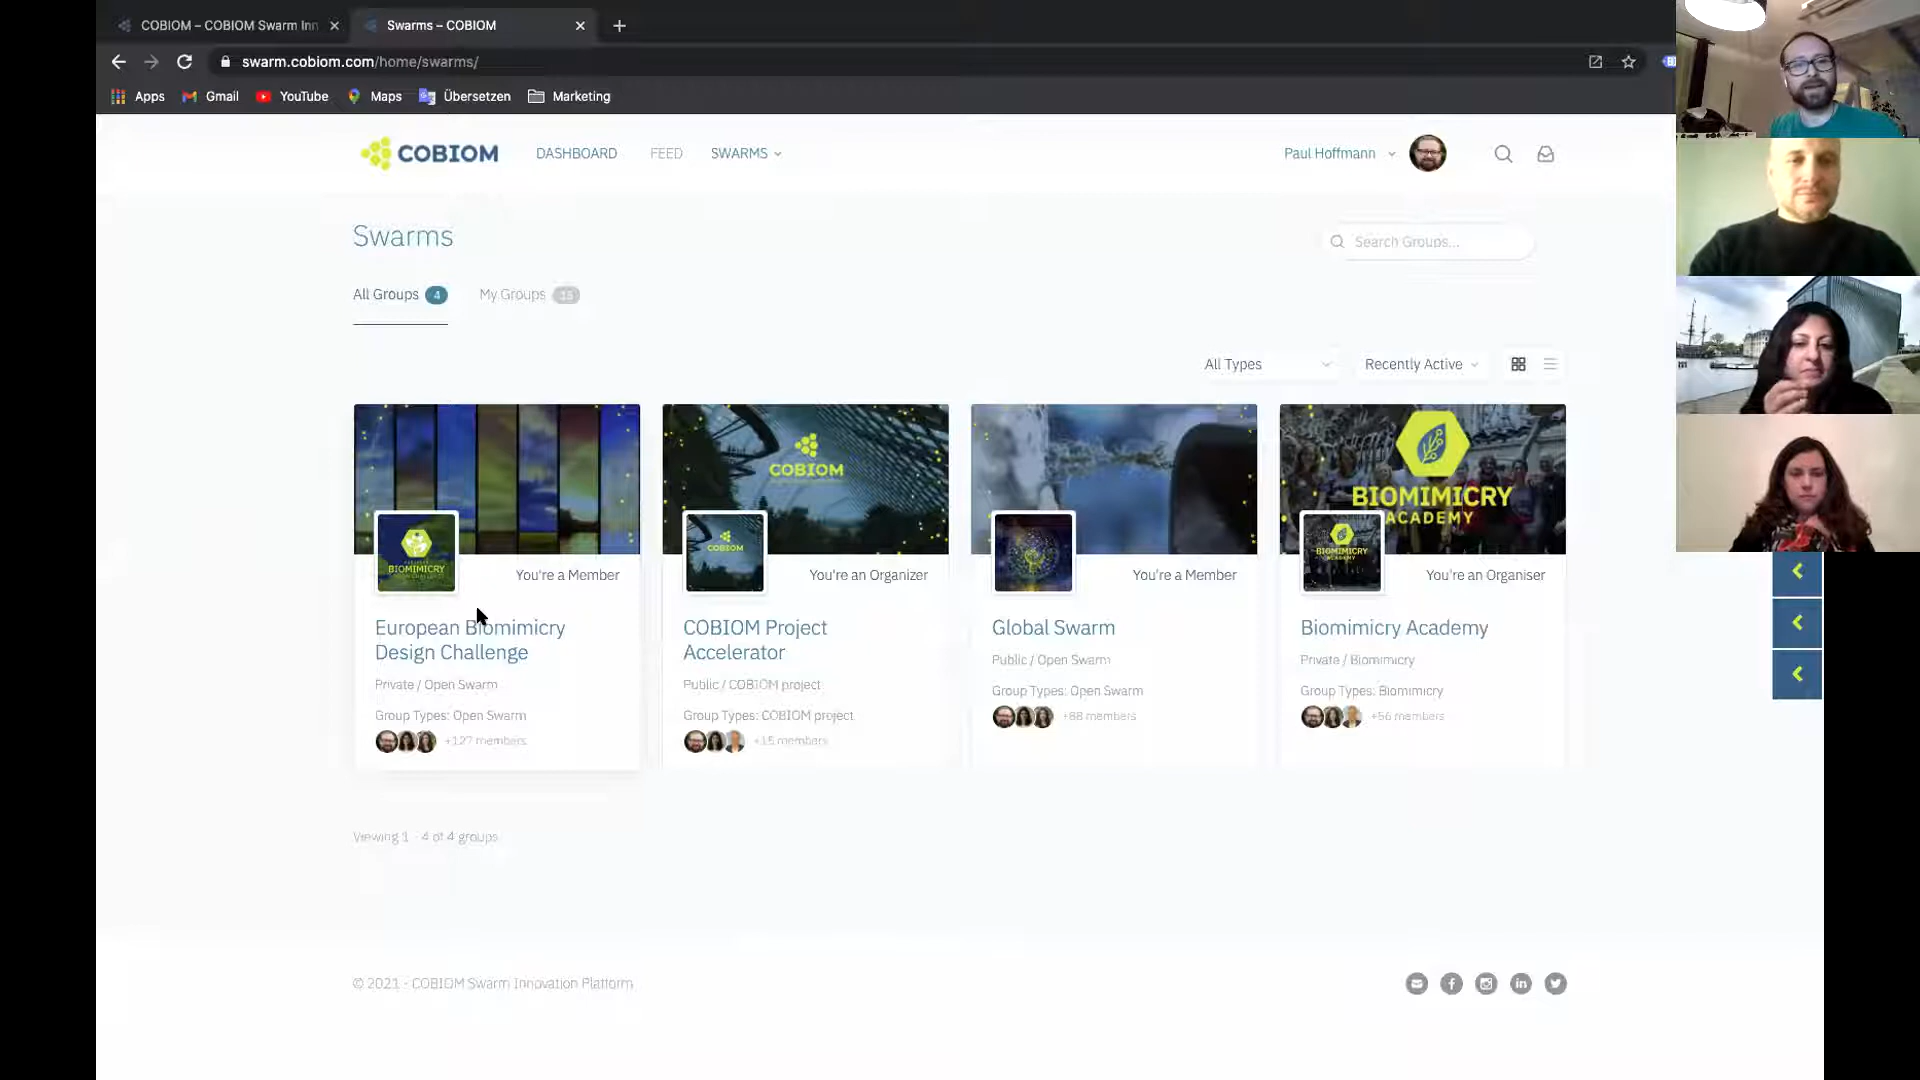 COBIOM – COBIOM Swarm Inn
Swarms – COBIOM
swarm.cobiom.com/home/swarms/
Apps Gmail YouTube Maps Übersetzen Marketing
COBIOM DASHBOARD FEED SWARMS Paul Hoffmann
Swarms
Search Groups...
All Groups 4 My Groups 15
All Types Recently Active
COBIOM
BIOMIMICRY
ACADEMY
BIOMIMICRY
COBIOM
BIOMIMICRY
ACADEMY
You're a Member
You're an Organizer
You're a Member
You're an Organiser
European Biomimicry
Design Challenge
Private / Open Swarm
Group Types: Open Swarm
+127 members
COBIOM Project
Accelerator
Public / COBIOM project
Group Types: COBIOM project
+15 members
Global Swarm
Public / Open Swarm
Group Types: Open Swarm
+88 members
Biomimicry Academy
Private / Biomimicry
Group Types: Biomimicry
+56 members
Viewing 1 - 4 of 4 groups
© 2021 - COBIOM Swarm Innovation Platform